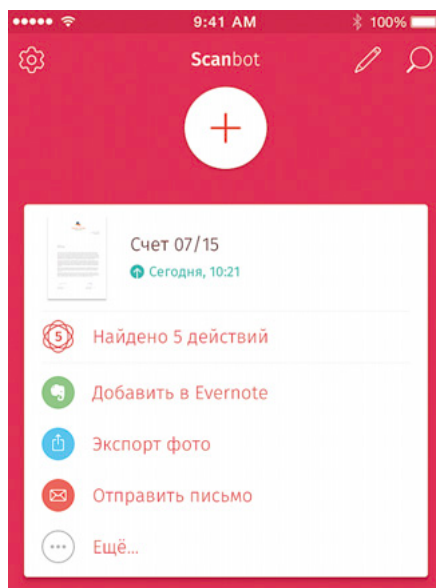 9:41 AM
100%
Scanbot
Счет 07/15
Сегодня, 10:21
5
Найдено 5 действий
Добавить в Evernote
Экспорт фото
Отправить письмо
Ещё...